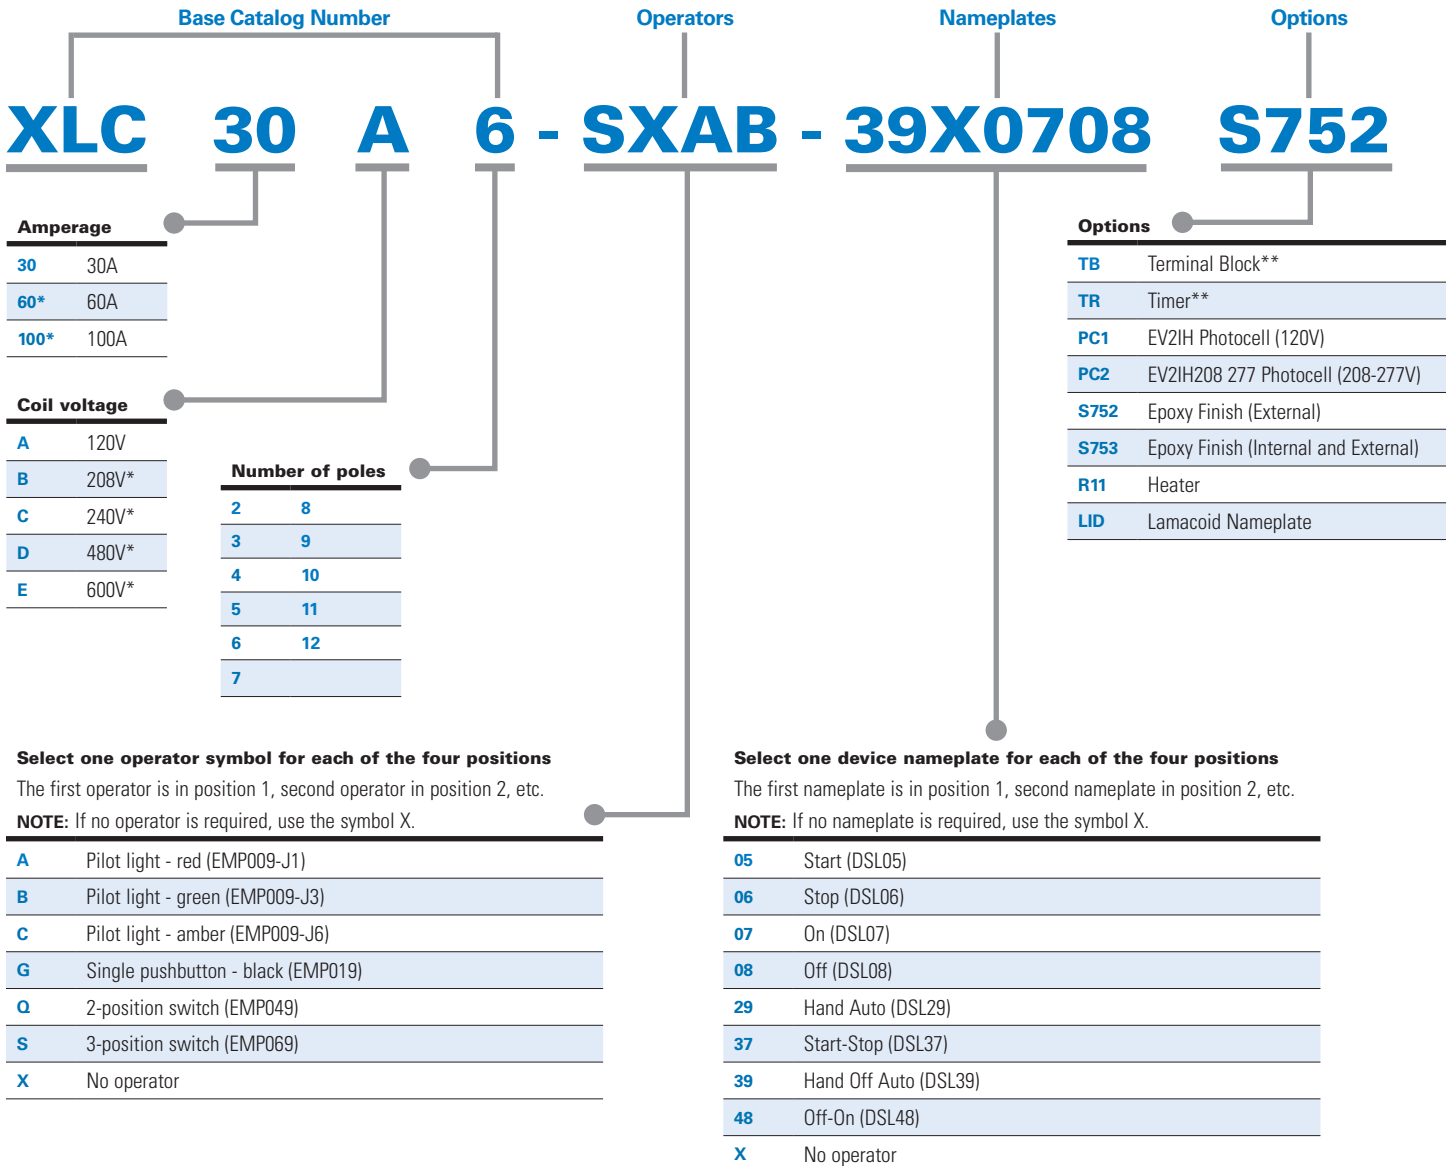 Base Catalog Number Operators Nameplates Options
XLC 30 A 6 - SXAB - 39X0708 S752
Amperage
30 30A
60* 60A
100* 100A
Coil voltage
A 120V
B 208V*
C 240V*
D 480V*
E 600V*
Number of poles
2 8
3 9
4 10
5 11
6 12
7
Options
TB Terminal Block**
TR Timer**
PC1 EV2IH Photocell (120V)
PC2 EV2IH208 277 Photocell (208-277V)
S752 Epoxy Finish (External)
S753 Epoxy Finish (Internal and External)
R11 Heater
LID Lamacoid Nameplate
Select one operator symbol for each of the four positions
The first operator is in position 1, second operator in position 2, etc.
NOTE: If no operator is required, use the symbol X.
A Pilot light - red (EMP009-J1)
B Pilot light - green (EMP009-J3)
C Pilot light - amber (EMP009-J6)
G Single pushbutton - black (EMP019)
Q 2-position switch (EMP049)
S 3-position switch (EMP069)
X No operator
Select one device nameplate for each of the four positions
The first nameplate is in position 1, second nameplate in position 2, etc.
NOTE: If no nameplate is required, use the symbol X.
05 Start (DSL05)
06 Stop (DSL06)
07 On (DSL07)
08 Off (DSL08)
29 Hand Auto (DSL29)
37 Start-Stop (DSL37)
39 Hand Off Auto (DSL39)
48 Off-On (DSL48)
X No operator